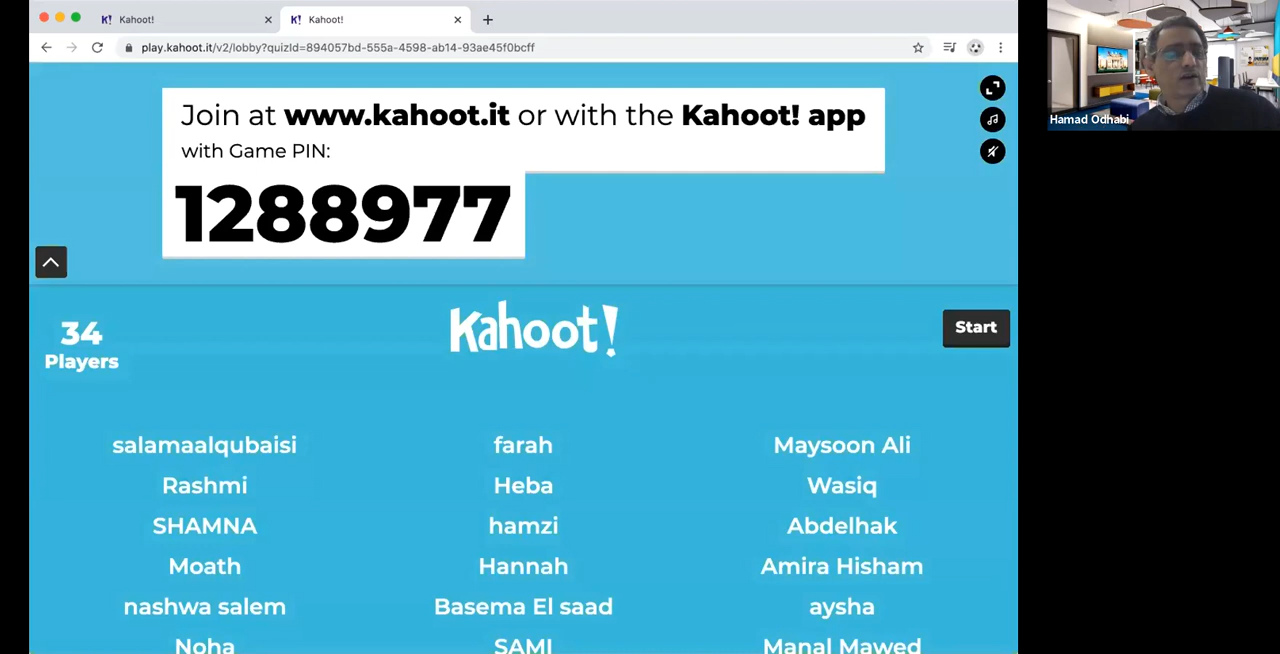 Kahoot!
Kahoot!
play.kahoot.it/v2/lobby?quizId=894057bd-555a-4598-ab14-93ae45f0bcff
Join at www.kahoot.it or with the Kahoot! app
with Game PIN:
1288977
Hamad Odhabi
34
Players
Kahoot!
Start
salamaalqubaisi farah Maysoon Ali
Rashmi Heba Wasiq
SHAMNA hamzi Abdelhak
Moath Hannah Amira Hisham
nashwa salem Basema El saad aysha
Noha SAMI Manal Mawed